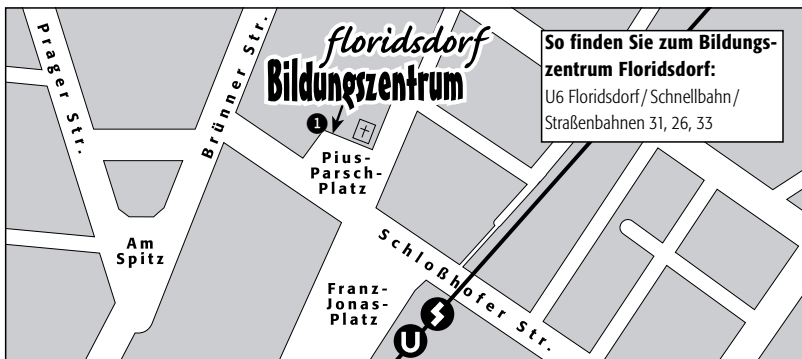 Prager Str.
Brünner Str.
floridsdorf
Bildungszentrum
So finden Sie zum Bildungs-
zentrum Floridsdorf:
U6 Floridsdorf/Schnellbahn/
Straßenbahnen 31, 26, 33
1
Pius-
Parsch-
Platz
Am
Spitz
Schloßhofer Str.
Franz-
Jonas-
Platz
S
U